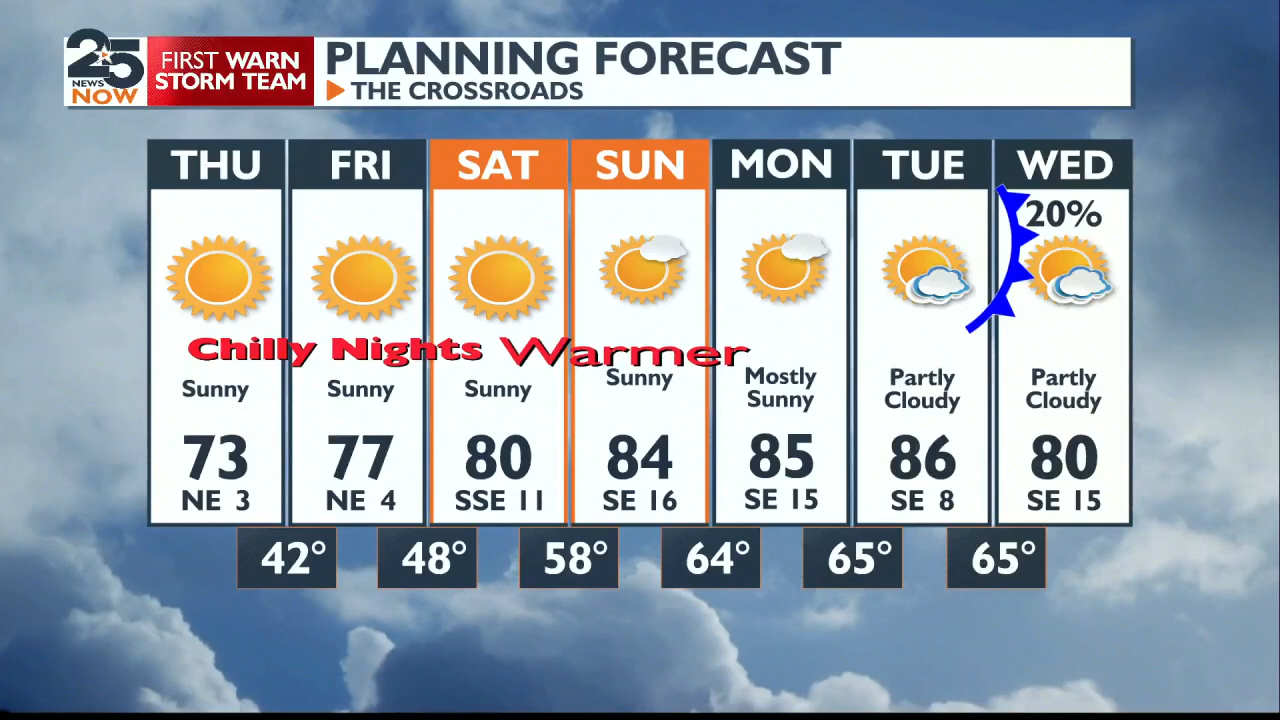 25
NEWS
NOW
FIRST WARN
STORM TEAM
PLANNING FORECAST
THE CROSSROADS
THU FRI SAT SUN MON TUE WED
20%
Chilly Nights Warmer
Sunny Sunny Sunny Sunny Mostly Sunny Partly Cloudy Partly Cloudy
73 77 80 84 85 86 80
NE 3 NE 4 SSE 11 SE 16 SE 15 SE 8 SE 15
42° 48° 58° 64° 65° 65°